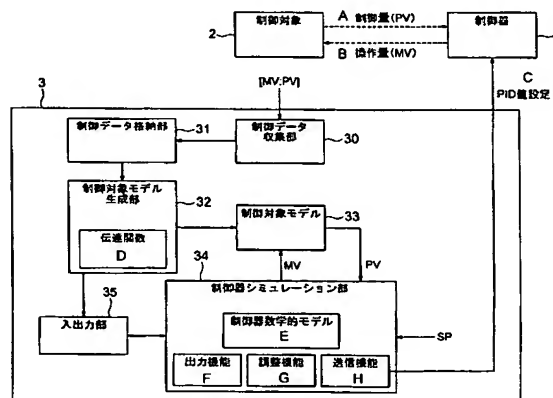 制御対象
2
A 制御量(PV)
B 操作量(MV)
制御器
C
PID値設定
3
[MV;PV]
制御データ格納部
31
制御データ
収集部
30
制御対象モデル
生成部
32
伝達関数
D
制御対象モデル
33
34
MV
PV
制御器シミュレーション部
制御器数学的モデル
E
SP
35
入出力部
出力機能
F
調整機能
G
送信機能
H